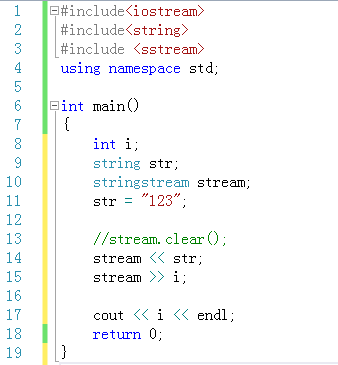 1 #include<iostream>
2 #include<string>
3 #include <sstream>
4 using namespace std;
5
6 int main()
7 {
8 int i;
9 string str;
10 stringstream stream;
11 str = "123";
12
13 //stream.clear();
14 stream << str;
15 stream >> i;
16
17 cout << i << endl;
18 return 0;
19 }